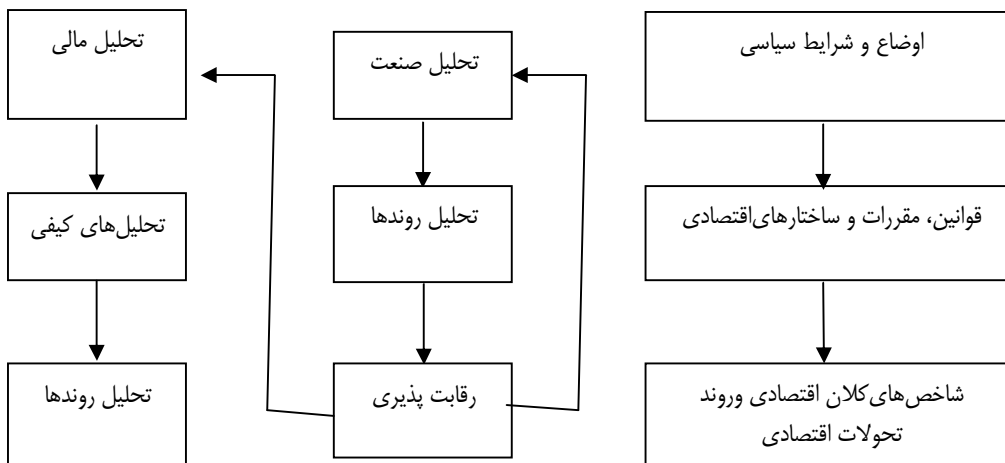 اوضاع و شرایط سیاسی
قوانین، مقررات و ساختارهای‌اقتصادی
شاخص‌های‌کلان اقتصادی وروند
تحولات اقتصادی
تحلیل صنعت
تحلیل روندها
رقابت پذیری
تحلیل مالی
تحلیل‌های کیفی
تحلیل روندها